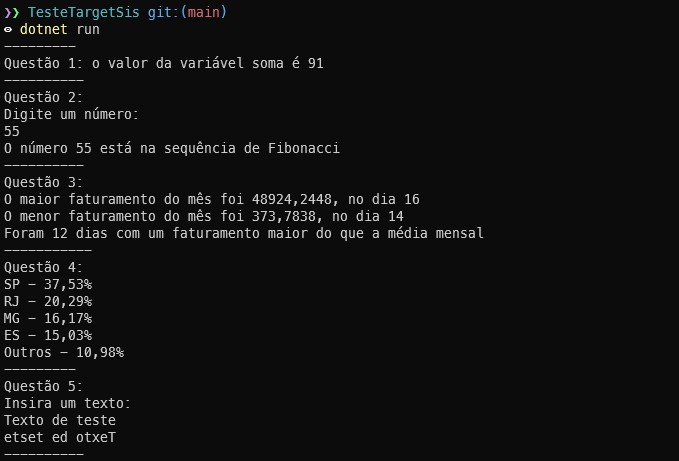 ❯❯ TesteTargetSis git:(main)
dotnet run
—————————
Questão 1: o valor da variável soma é 91
——————————
Questão 2:
Digite um número:
55
O número 55 está na sequência de Fibonacci
——————————
Questão 3:
O maior faturamento do mês foi 48924,2448, no dia 16
O menor faturamento do mês foi 373,7838, no dia 14
Foram 12 dias com um faturamento maior do que a média mensal
———————————
Questão 4:
SP – 37,53%
RJ – 20,29%
MG – 16,17%
ES – 15,03%
Outros – 10,98%
—————————
Questão 5:
Insira um texto:
Texto de teste
etset ed otxeT
——————————